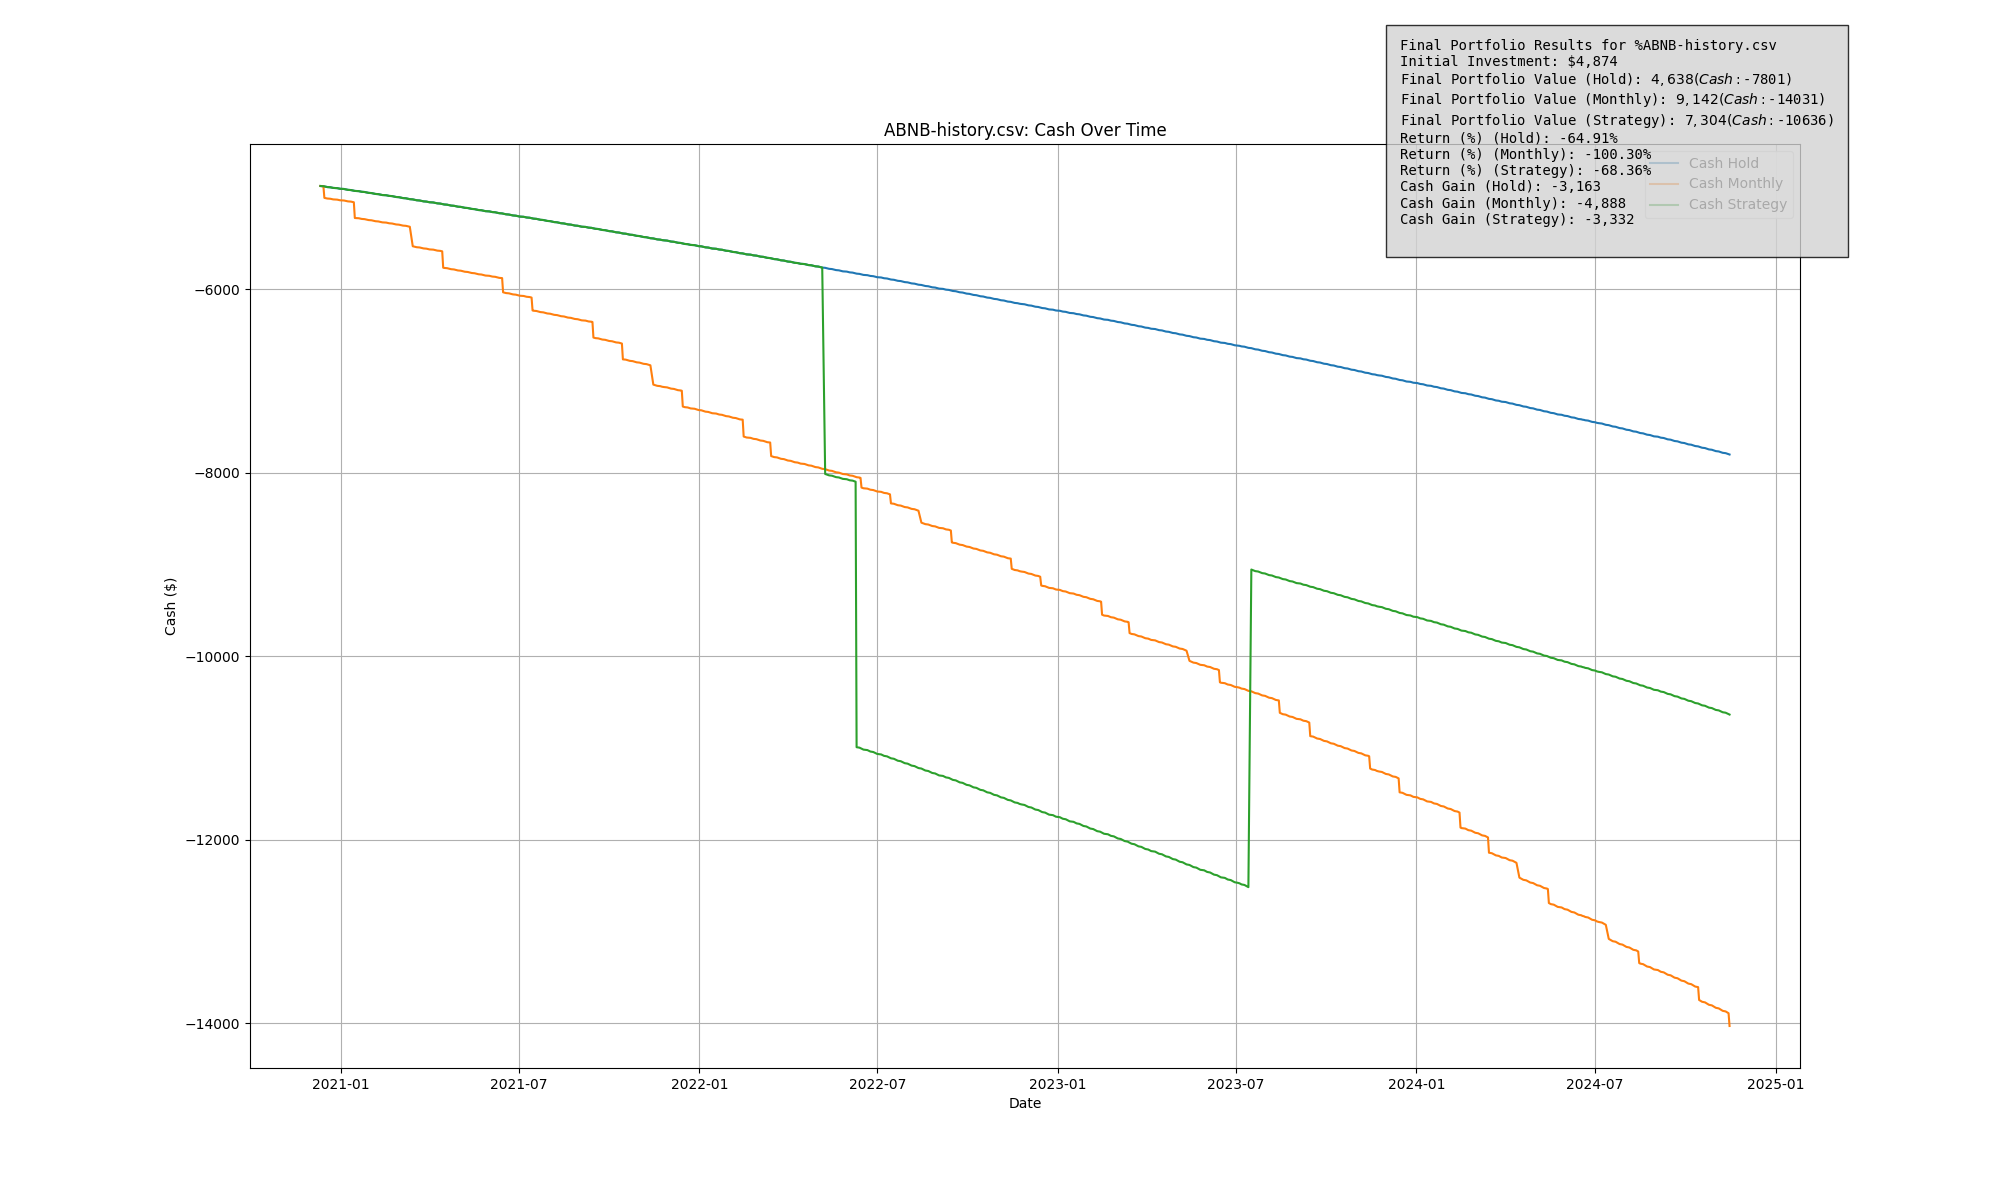 Final Portfolio Results for %ABNB-history.csv
Initial Investment: $4,874
Final Portfolio Value (Hold): 4,638(Cash:-7801)
Final Portfolio Value (Monthly): 9,142(Cash:-14031)
Final Portfolio Value (Strategy): 7,304(Cash:-10636)
Return (%) (Hold): -64.91%
Return (%) (Monthly): -100.30%
Return (%) (Strategy): -68.36%
Cash Gain (Hold): -3,163
Cash Gain (Monthly): -4,888
Cash Gain (Strategy): -3,332
ABNB-history.csv: Cash Over Time
Cash Hold
Cash Monthly
Cash Strategy
−6000
−8000
−10000
−12000
−14000
Cash ($)
2021-01 2021-07 2022-01 2022-07 2023-01 2023-07 2024-01 2024-07 2025-01
Date